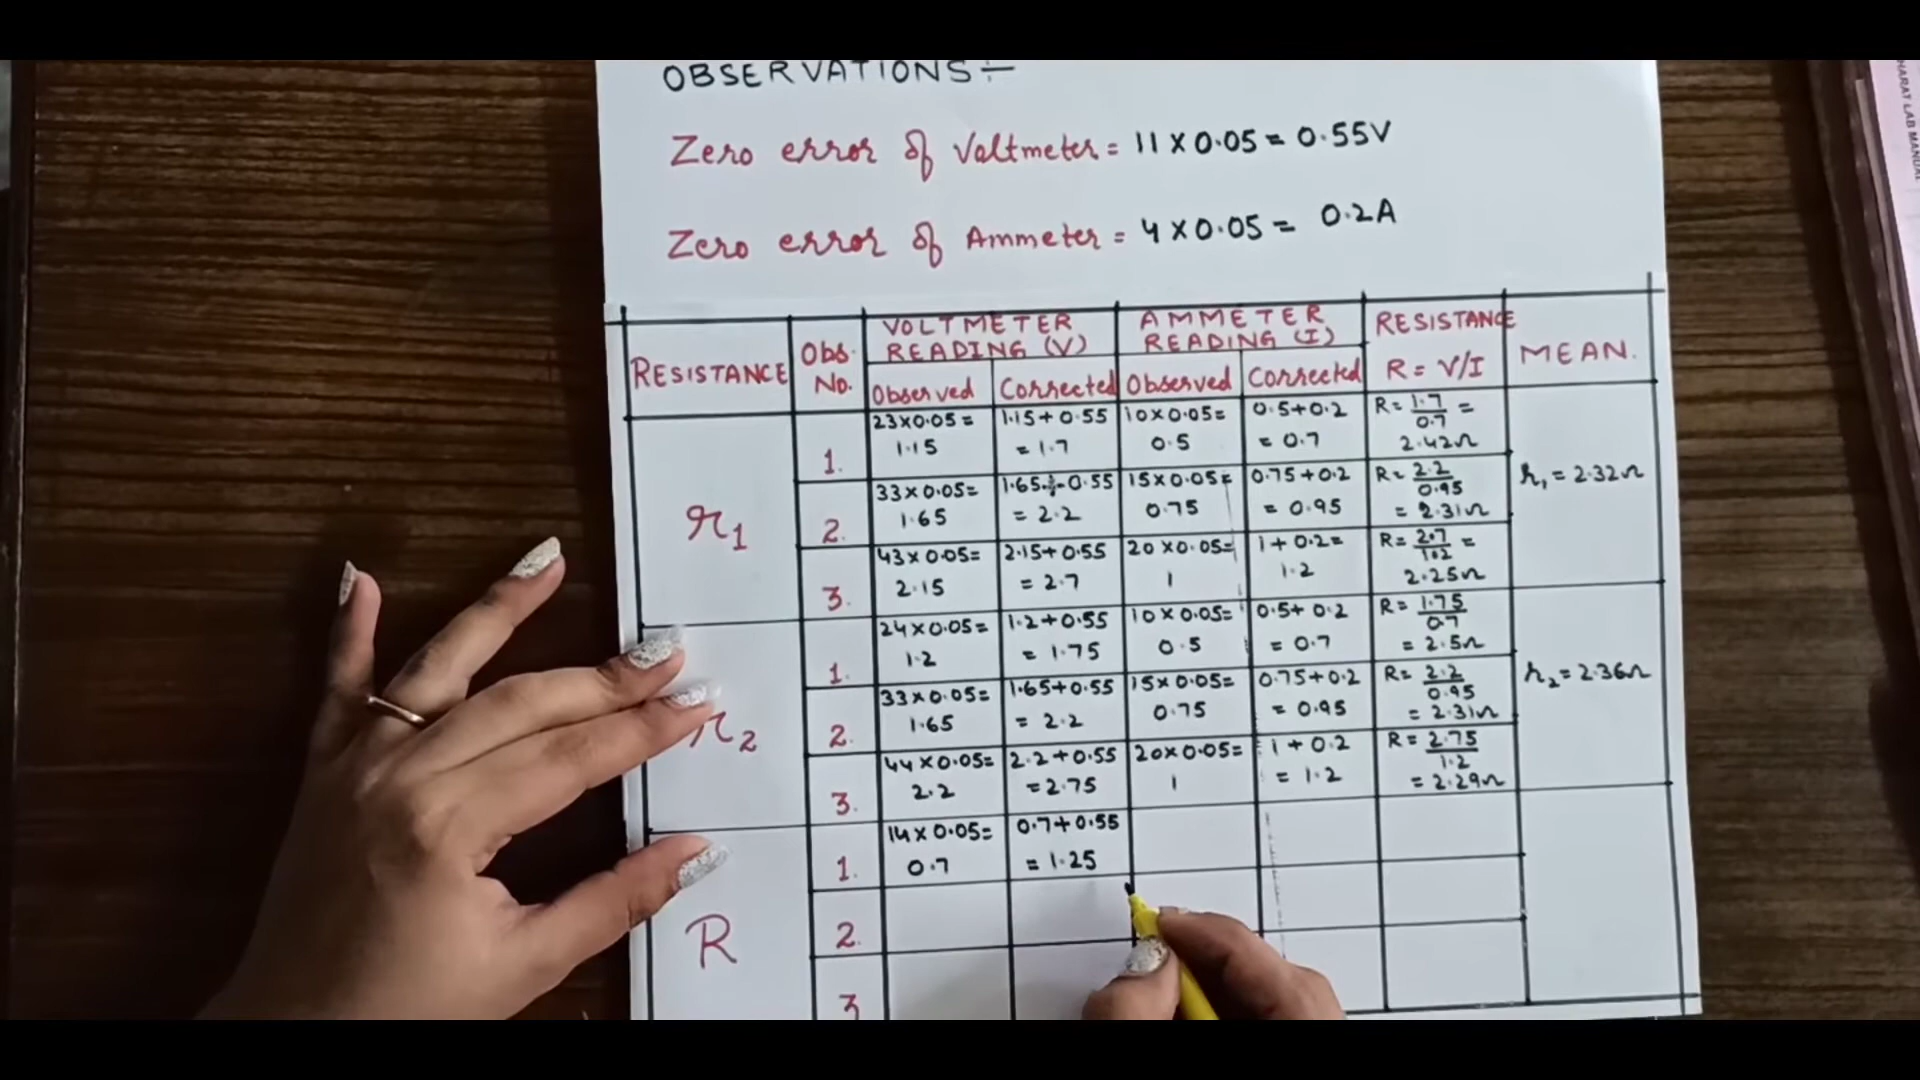 OBSERVATIONS÷
Zero error of Voltmeter = 11 x 0.05 = 0.55V
Zero error of Ammeter = 4 x 0.05 = 0.2A
RESISTANCE
Obs. No.
VOLTMETER READING (V)
AMMETER READING (I)
RESISTANCE R = V/I
MEAN.
Observed Corrected Observed Corrected
r1
1. 23x0.05= 1.15 1.15+0.55 = 1.7 10x0.05= 0.5 0.5+0.2 = 0.7 R= 1.7/0.7 = 2.42Ω
2. 33x0.05= 1.65 1.65+0.55 = 2.2 15x0.05= 0.75 0.75+0.2 = 0.95 R= 2.2/0.95 = 2.31Ω
r1 = 2.32Ω
3. 43x0.05= 2.15 2.15+0.55 = 2.7 20x0.05= 1 1+0.2= 1.2 R= 2.7/1.2 = 2.25Ω
r2
1. 24x0.05= 1.2 1.2+0.55 = 1.75 10x0.05= 0.5 0.5+0.2 = 0.7 R= 1.75/0.7 = 2.5Ω
2. 33x0.05= 1.65 1.65+0.55 = 2.2 15x0.05= 0.75 0.75+0.2 = 0.95 R= 2.2/0.95 = 2.31Ω
r2 = 2.36Ω
3. 44x0.05= 2.2 2.2+0.55 = 2.75 20x0.05= 1 1+0.2 = 1.2 R= 2.75/1.2 = 2.29Ω
R
1. 14x0.05= 0.7 0.7+0.55 = 1.25
2.
3
LAB MANUAL